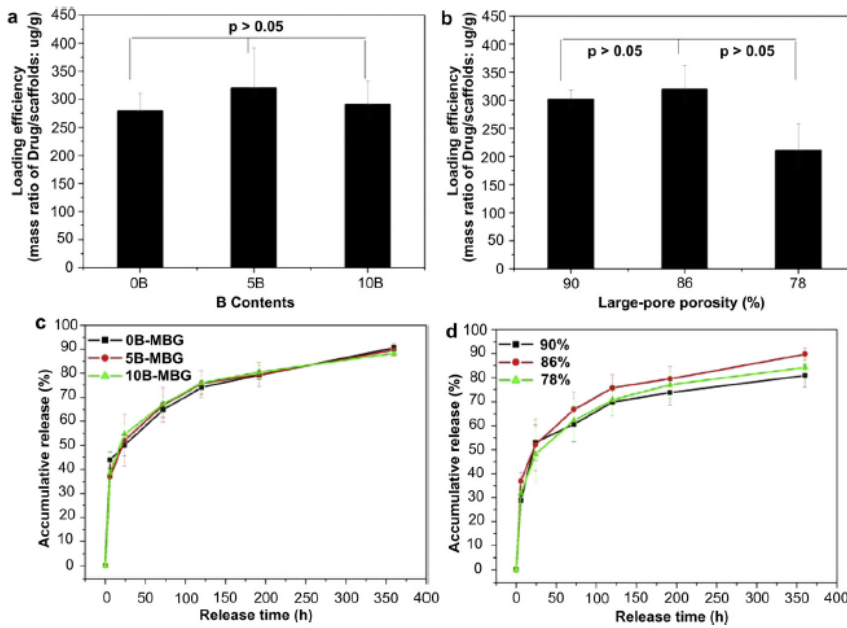 a
p > 0.05
Loading efficiency
(mass ratio of Drug/scaffolds: ug/g)
450
400
350
300
250
200
150
100
50
0
0B
5B
10B
B Contents
b
p > 0.05
p > 0.05
Loading efficiency
(mass ratio of Drug/scaffolds: ug/g)
450
400
350
300
250
200
150
100
50
0
90
86
78
Large-pore porosity (%)
c
0B-MBG
5B-MBG
10B-MBG
Accumulative release (%)
100
90
80
70
60
50
40
30
20
10
0
0 50 100 150 200 250 300 350 400
Release time (h)
d
90%
86%
78%
Accumulative release (%)
100
90
80
70
60
50
40
30
20
10
0
0 50 100 150 200 250 300 350 400
Release time (h)